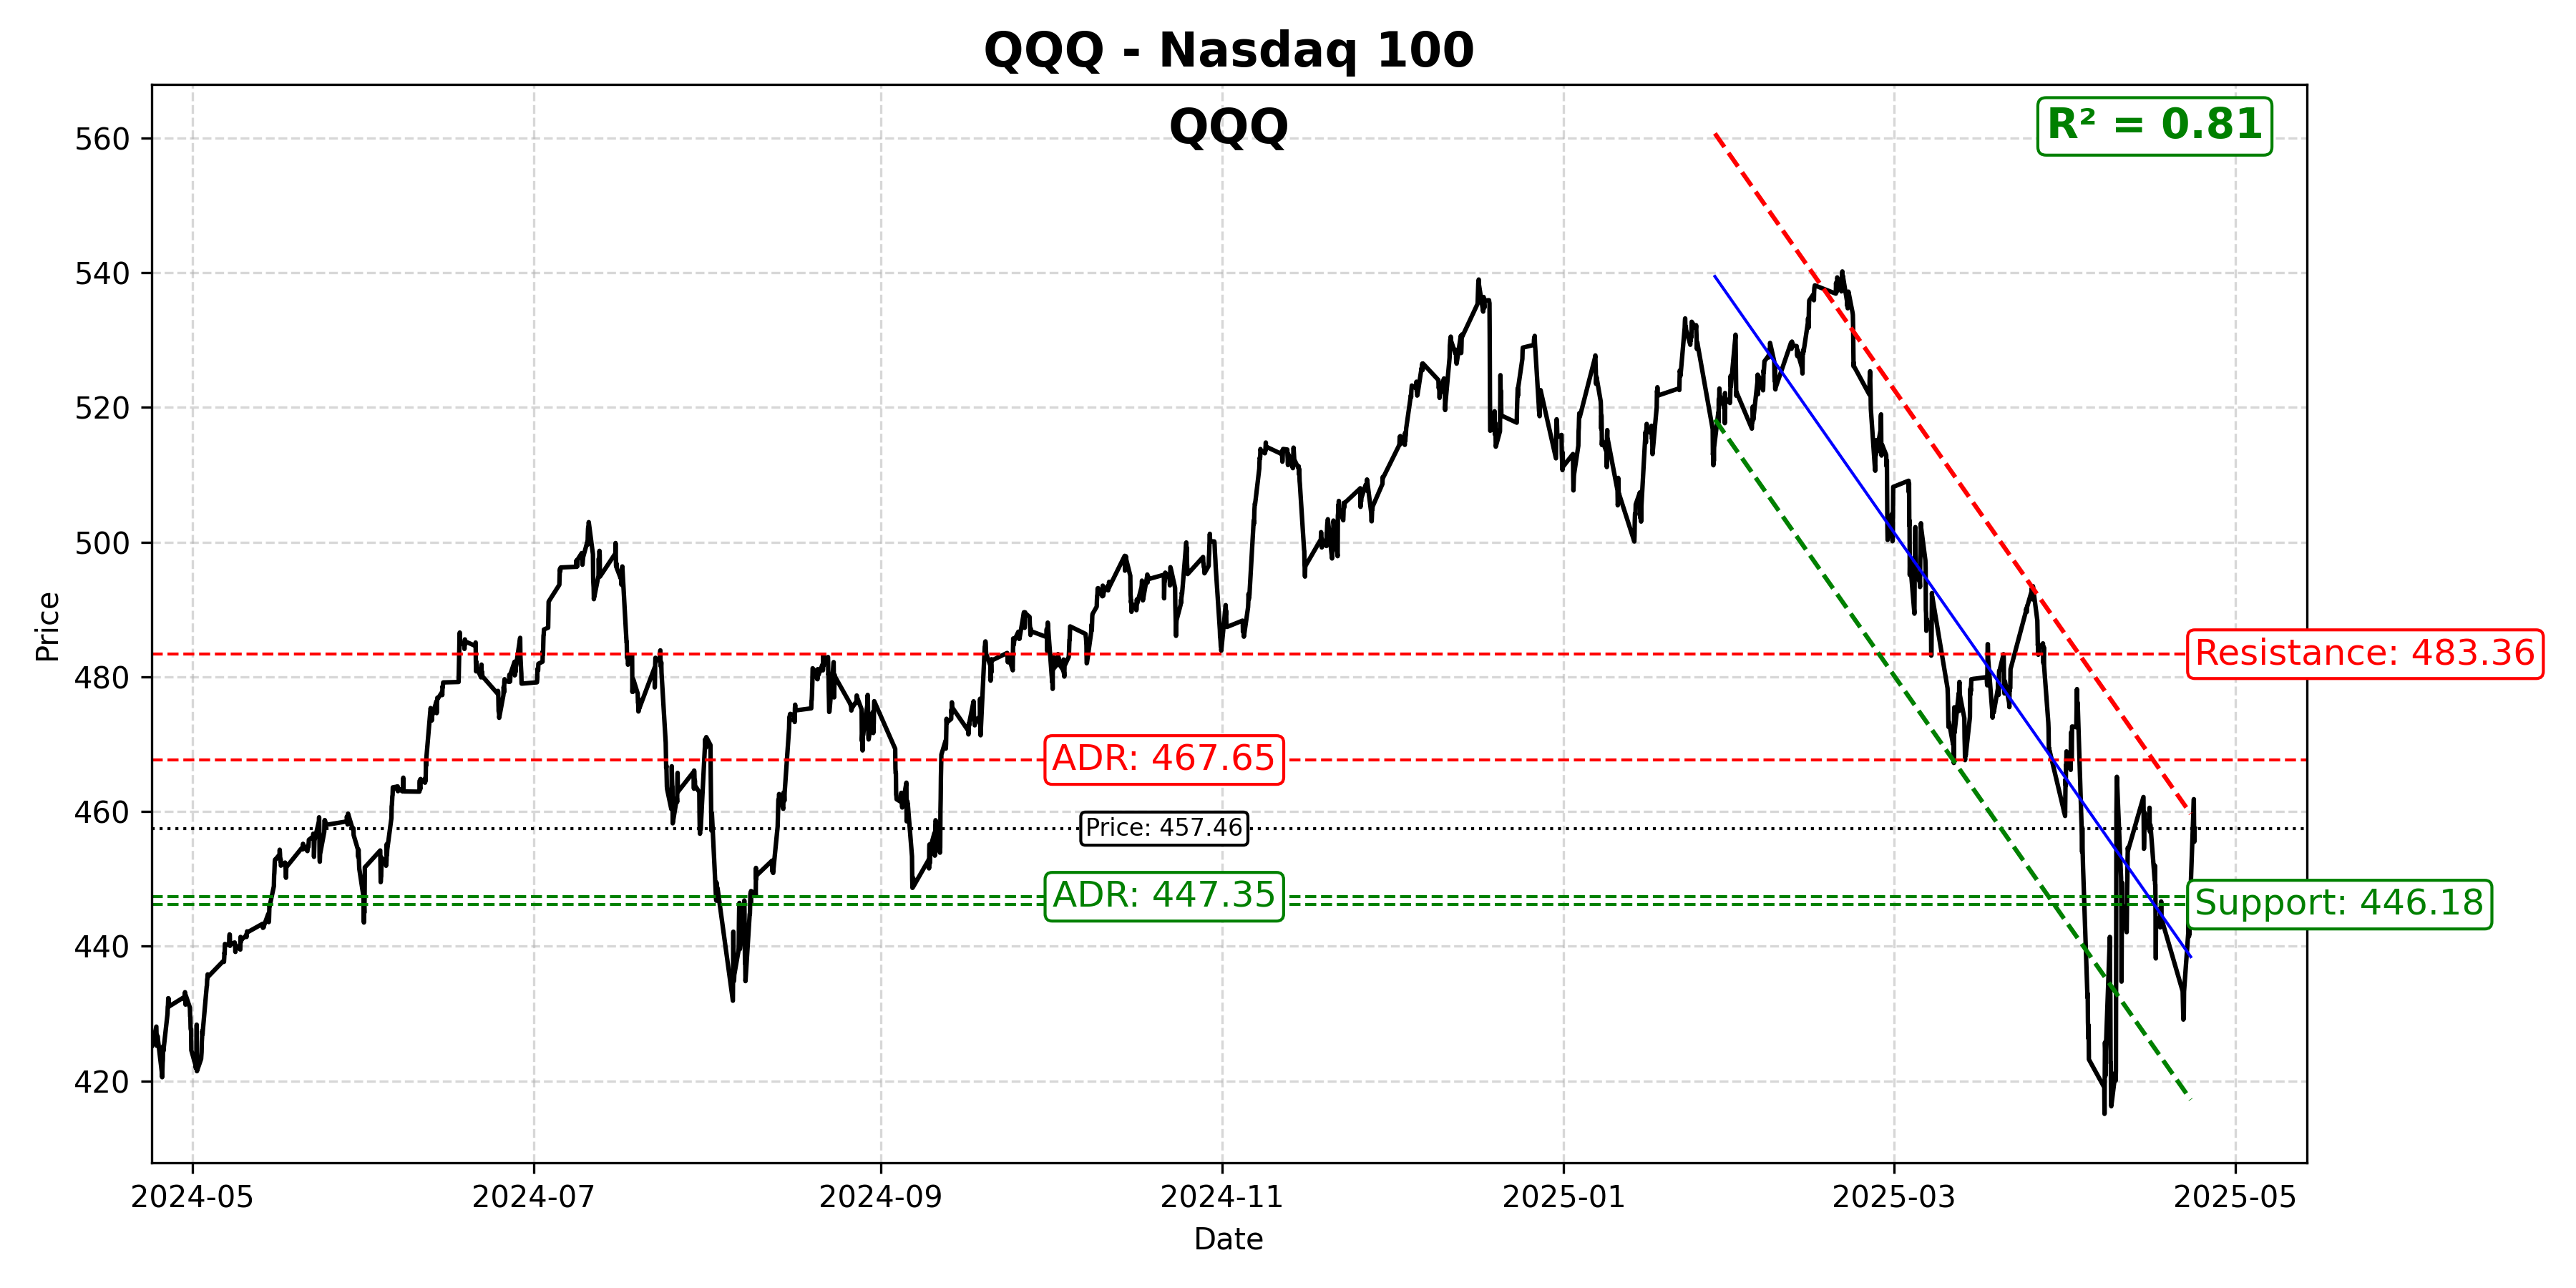 QQQ - Nasdaq 100
QQQ
R² = 0.81
Price
560
540
520
500
480
460
440
420
Resistance: 483.36
ADR: 467.65
Price: 457.46
ADR: 447.35
Support: 446.18
2024-05
2024-07
2024-09
2024-11
2025-01
2025-03
2025-05
Date